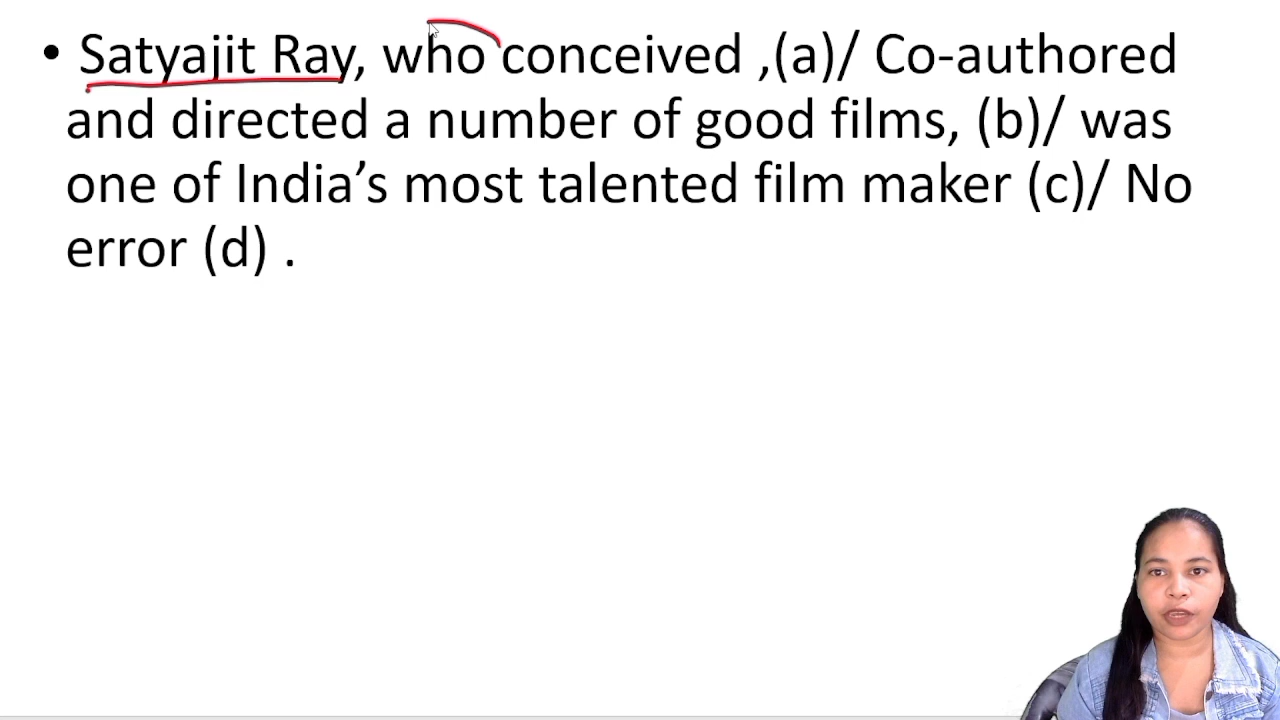 • Satyajit Ray, who conceived ,(a)/ Co-authored
and directed a number of good films, (b)/ was
one of India’s most talented film maker (c)/ No
error (d) .